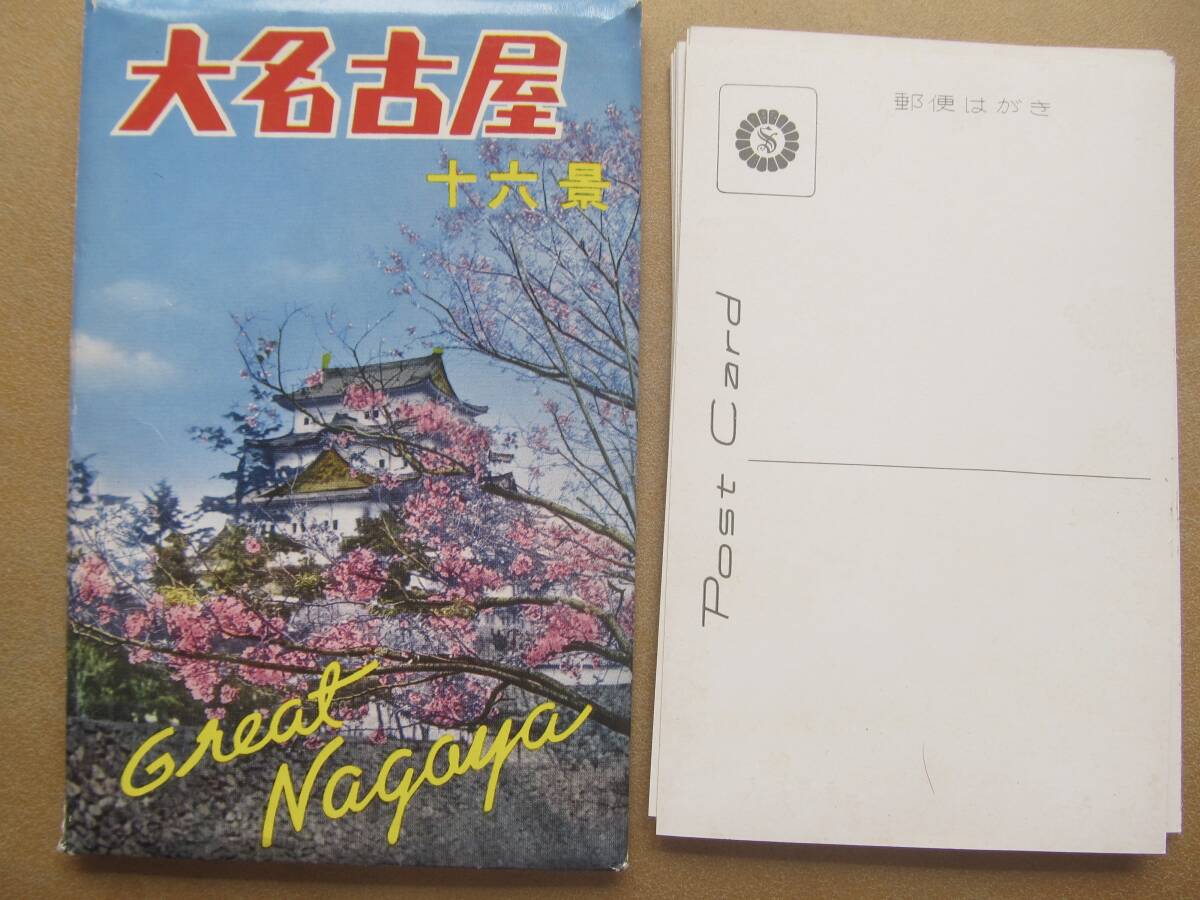 大名古屋
十六景
Great
Nagoya
郵便はがき
Post Card
S